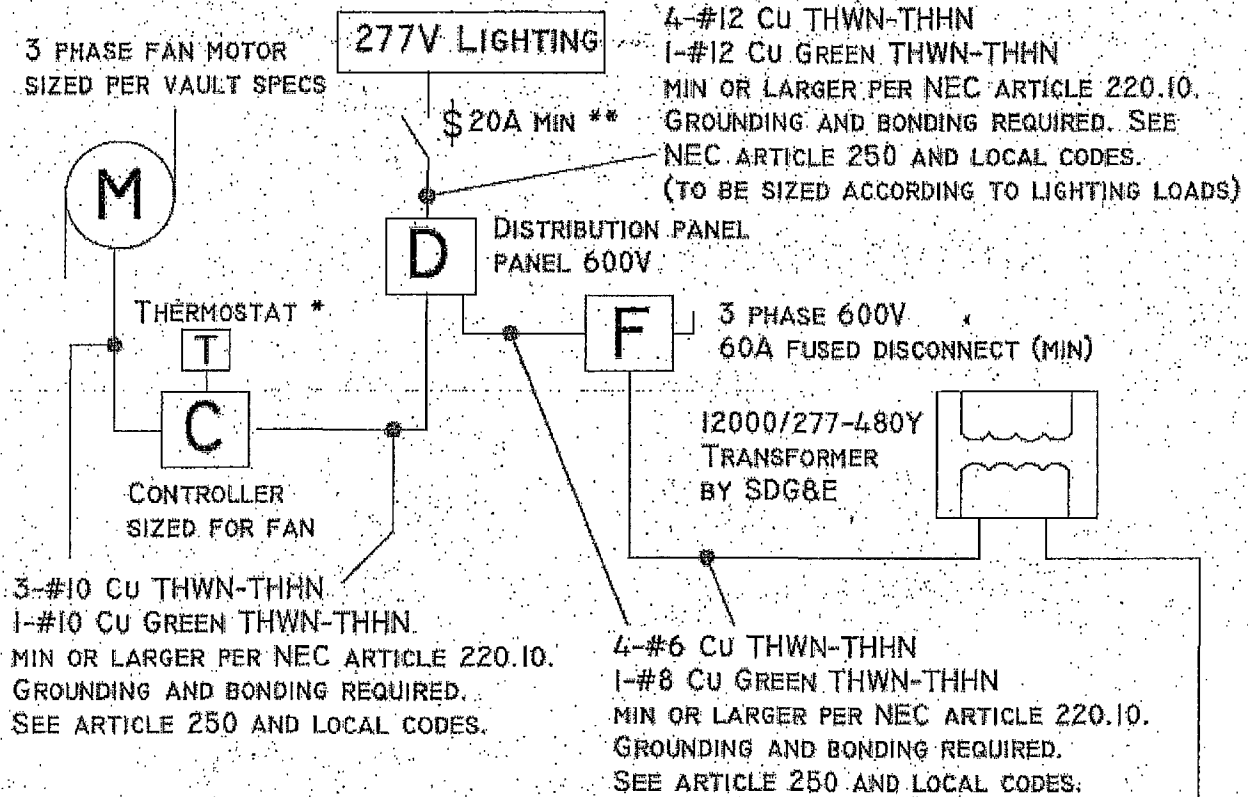 3 PHASE FAN MOTOR
SIZED PER VAULT SPECS
277V LIGHTING
4-#12 CU THWN-THHN
1-#12 CU GREEN THWN-THHN
MIN OR LARGER PER NEC ARTICLE 220.10.
GROUNDING AND BONDING REQUIRED. SEE
NEC ARTICLE 250 AND LOCAL CODES.
(TO BE SIZED ACCORDING TO LIGHTING LOADS)
$ 20A MIN **
M
D
DISTRIBUTION PANEL
PANEL 600V
THERMOSTAT *
T
F
3 PHASE 600V
60A FUSED DISCONNECT (MIN)
C
CONTROLLER
SIZED FOR FAN
12000/277-480Y
TRANSFORMER
BY SDG&E
3-#10 CU THWN-THHN
1-#10 CU GREEN THWN-THHN.
MIN OR LARGER PER NEC ARTICLE 220.10.
GROUNDING AND BONDING REQUIRED.
SEE ARTICLE 250 AND LOCAL CODES.
4-#6 CU THWN-THHN
1-#8 CU GREEN THWN-THHN
MIN OR LARGER PER NEC ARTICLE 220.10.
GROUNDING AND BONDING REQUIRED.
SEE ARTICLE 250 AND LOCAL CODES.